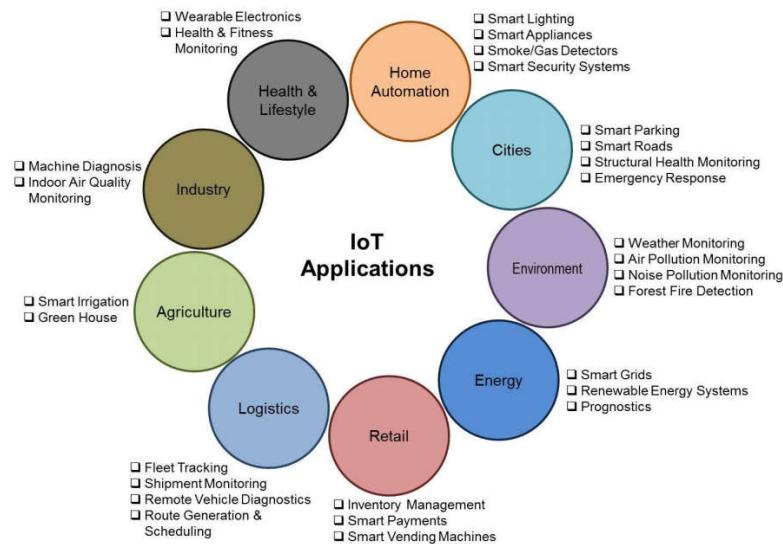 ❑ Wearable Electronics
❑ Health & Fitness
Monitoring
Health &
Lifestyle
Home
Automation
❑ Smart Lighting
❑ Smart Appliances
❑ Smoke/Gas Detectors
❑ Smart Security Systems
Cities
❑ Smart Parking
❑ Smart Roads
❑ Structural Health Monitoring
❑ Emergency Response
❑ Machine Diagnosis
❑ Indoor Air Quality
Monitoring
Industry
IoT
Applications
Environment
❑ Weather Monitoring
❑ Air Pollution Monitoring
❑ Noise Pollution Monitoring
❑ Forest Fire Detection
❑ Smart Irrigation
❑ Green House
Agriculture
Energy
❑ Smart Grids
❑ Renewable Energy Systems
❑ Prognostics
Logistics
❑ Fleet Tracking
❑ Shipment Monitoring
❑ Remote Vehicle Diagnostics
❑ Route Generation &
Scheduling
Retail
❑ Inventory Management
❑ Smart Payments
❑ Smart Vending Machines